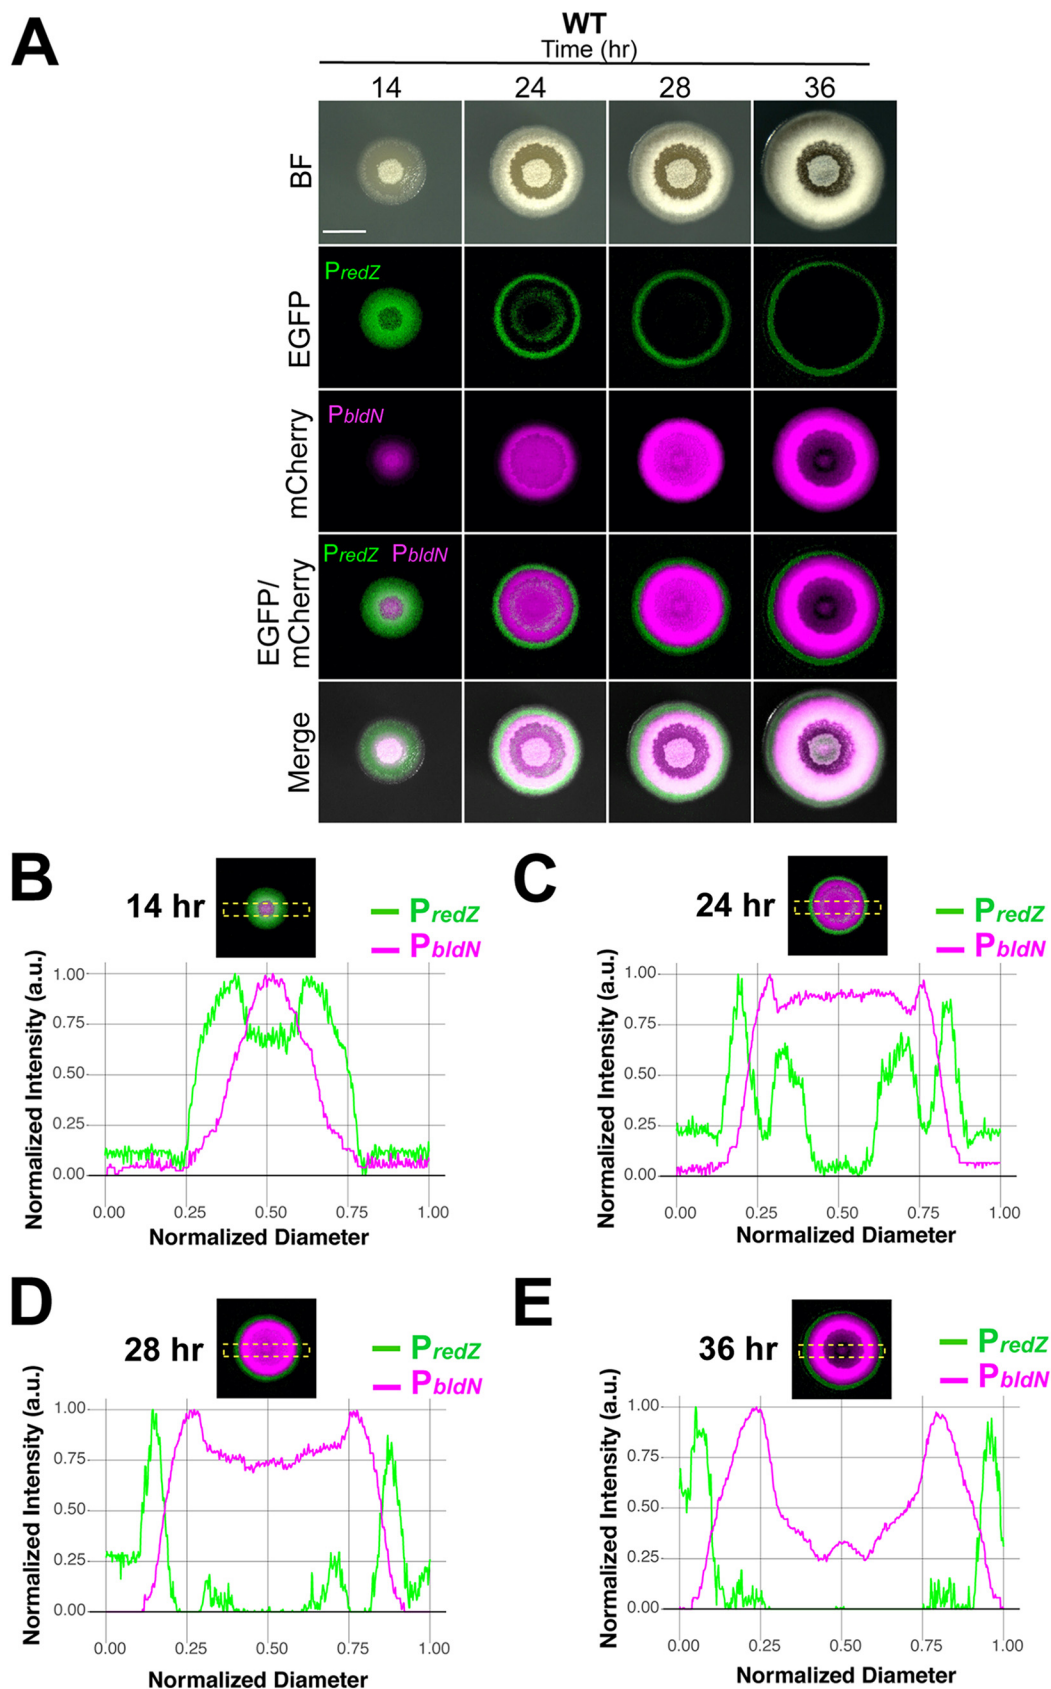 A
WT
Time (hr)
14 24 28 36
BF
PredZ
EGFP
PbldN
mCherry
PredZ PbldN
EGFP/
mCherry
Merge
B
14 hr
PredZ
PbldN
Normalized Intensity (a.u.)
1.00
0.75
0.50
0.25
0.00
0.00 0.25 0.50 0.75 1.00
Normalized Diameter
C
24 hr
PredZ
PbldN
Normalized Intensity (a.u.)
1.00
0.75
0.50
0.25
0.00
0.00 0.25 0.50 0.75 1.00
Normalized Diameter
D
28 hr
PredZ
PbldN
Normalized Intensity (a.u.)
1.00
0.75
0.50
0.25
0.00
0.00 0.25 0.50 0.75 1.00
Normalized Diameter
E
36 hr
PredZ
PbldN
Normalized Intensity (a.u.)
1.00
0.75
0.50
0.25
0.00
0.00 0.25 0.50 0.75 1.00
Normalized Diameter